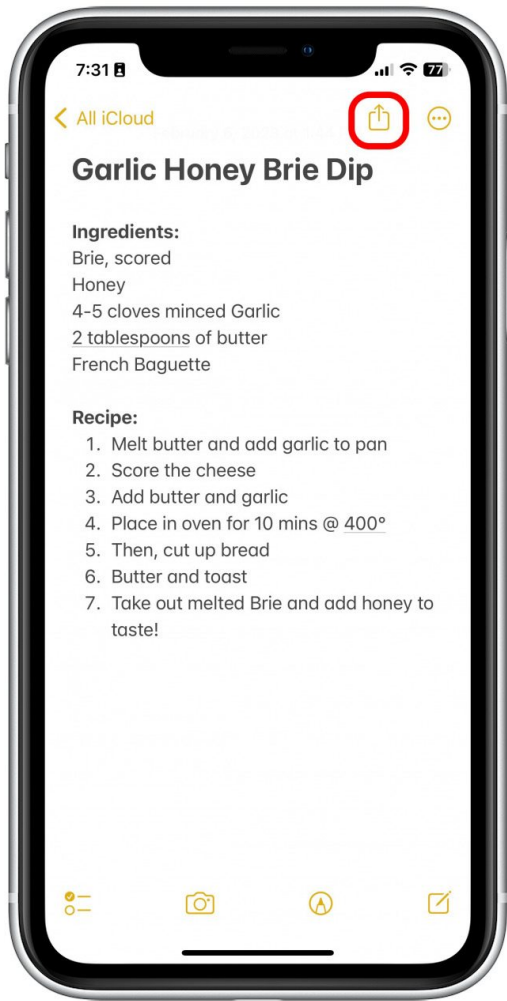 7:31
77
All iCloud
Garlic Honey Brie Dip
Ingredients:
Brie, scored
Honey
4-5 cloves minced Garlic
2 tablespoons of butter
French Baguette
Recipe:
1. Melt butter and add garlic to pan
2. Score the cheese
3. Add butter and garlic
4. Place in oven for 10 mins @ 400°
5. Then, cut up bread
6. Butter and toast
7. Take out melted Brie and add honey to
taste!